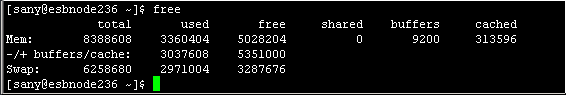 [sany@esbnode236 ~]$ free
total used free shared buffers cached
Mem: 8388608 3360404 5028204 0 9200 313596
-/+ buffers/cache: 3037608 5351000
Swap: 6258680 2971004 3287676
[sany@esbnode236 ~]$